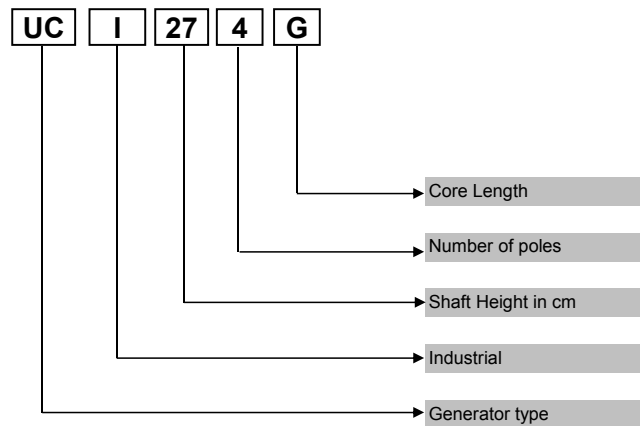 UC I 27 4 G
Core Length
Number of poles
Shaft Height in cm
Industrial
Generator type